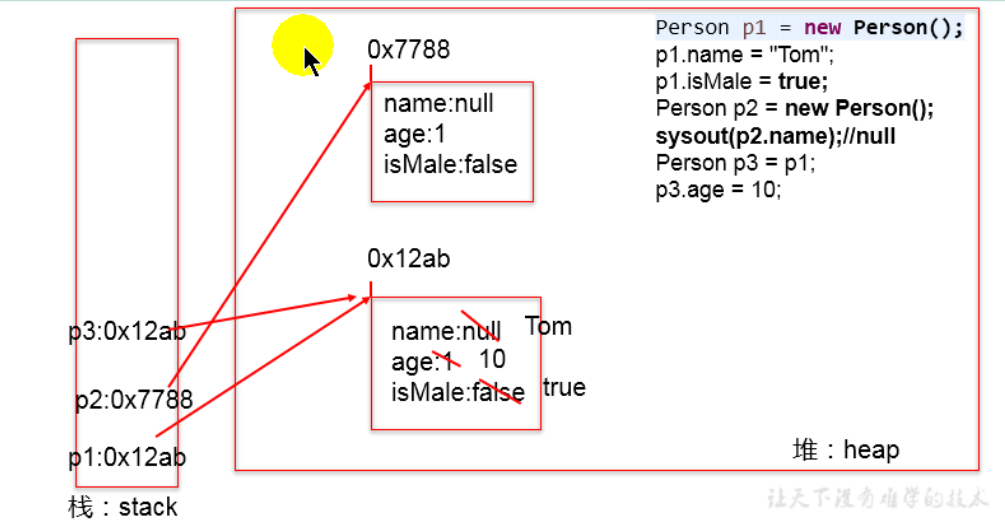 0x7788
name:null
age:1
isMale:false
0x12ab
name:null Tom
age:1 10
isMale:false true
p3:0x12ab
p2:0x7788
p1:0x12ab
栈：stack
Person p1 = new Person();
p1.name = "Tom";
p1.isMale = true;
Person p2 = new Person();
sysout(p2.name);//null
Person p3 = p1;
p3.age = 10;
堆：heap
让天下没有难学的技术